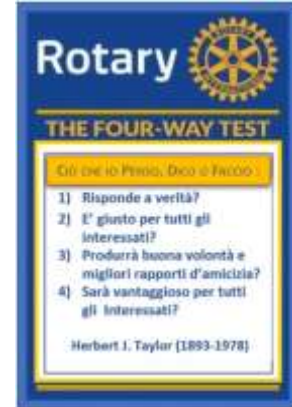 Rotary
THE FOUR-WAY TEST
CIÒ CHE IO PENSO, DICO O FACCIO :
1) Risponde a verità?
2) E' giusto per tutti gli
interessati?
3) Produrrà buona volontà e
migliori rapporti d'amicizia?
4) Sarà vantaggioso per tutti
gli Interessati?
Herbert J. Taylor (1893-1978)